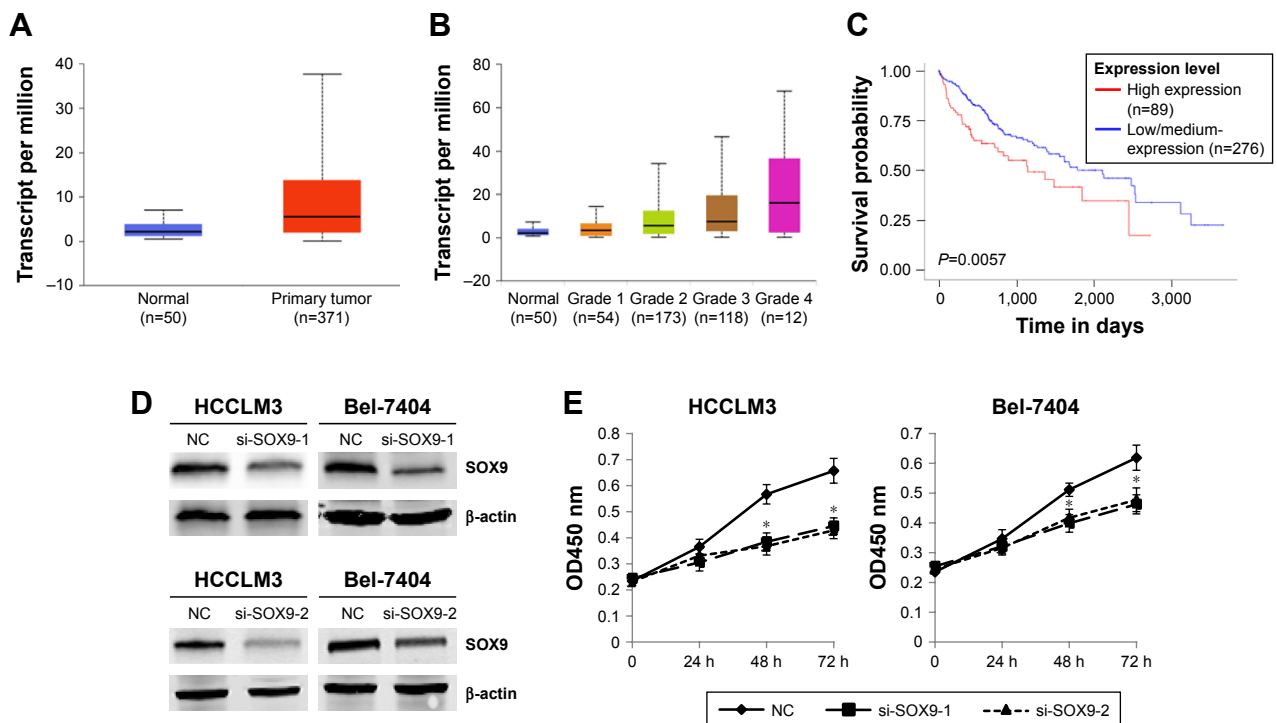 A
Transcript per million
40
30
20
10
0
–10
Normal
(n=50)
Primary tumor
(n=371)
B
Transcript per million
80
60
40
20
0
–20
Normal
(n=50)
Grade 1
(n=54)
Grade 2
(n=173)
Grade 3
(n=118)
Grade 4
(n=12)
C
Survival probability
1.00
0.75
0.50
0.25
0.00
P=0.0057
0
1,000
2,000
3,000
Time in days
Expression level
High expression
(n=89)
Low/medium-
expression (n=276)
D
HCCLM3
Bel-7404
NC
si-SOX9-1
NC
si-SOX9-1
SOX9
β-actin
HCCLM3
Bel-7404
NC
si-SOX9-2
NC
si-SOX9-2
SOX9
β-actin
E
HCCLM3
OD450 nm
0.8
0.7
0.6
0.5
0.4
0.3
0.2
0.1
0
*
*
0
24 h
48 h
72 h
Bel-7404
OD450 nm
0.7
0.6
0.5
0.4
0.3
0.2
0.1
0
*
*
0
24 h
48 h
72 h
NC
si-SOX9-1
si-SOX9-2